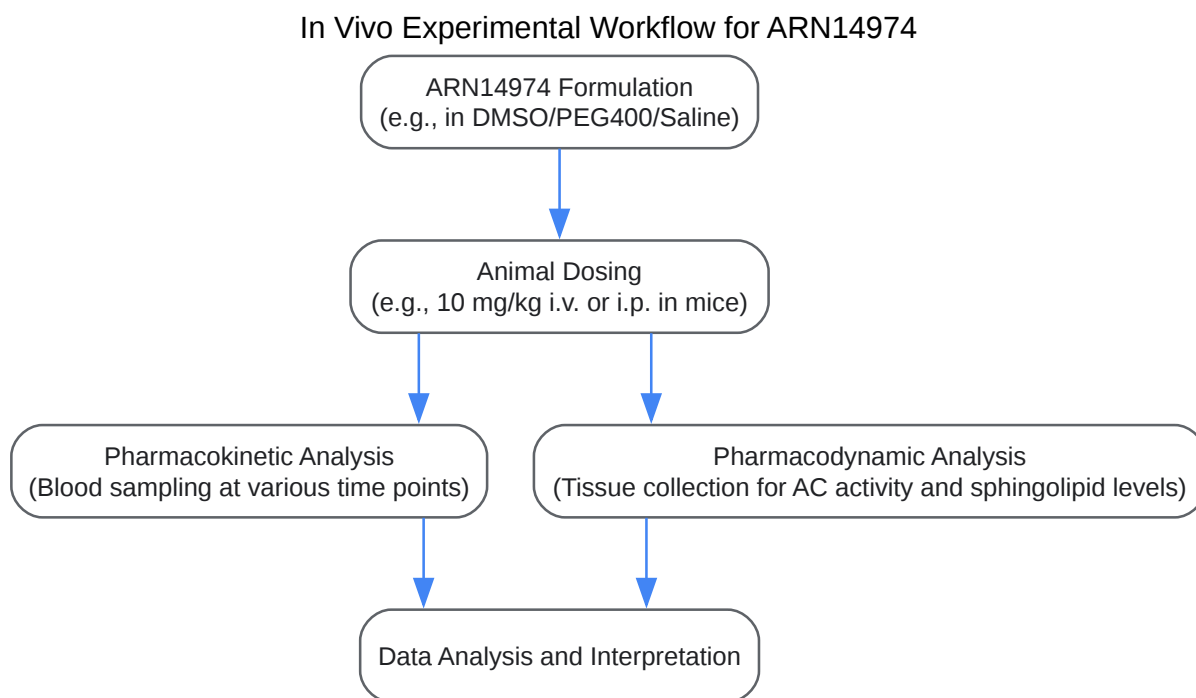 In Vivo Experimental Workflow for ARN14974
ARN14974 Formulation
(e.g., in DMSO/PEG400/Saline)
Animal Dosing
(e.g., 10 mg/kg i.v. or i.p. in mice)
Pharmacokinetic Analysis
(Blood sampling at various time points)
Pharmacodynamic Analysis
(Tissue collection for AC activity and sphingolipid levels)
Data Analysis and Interpretation